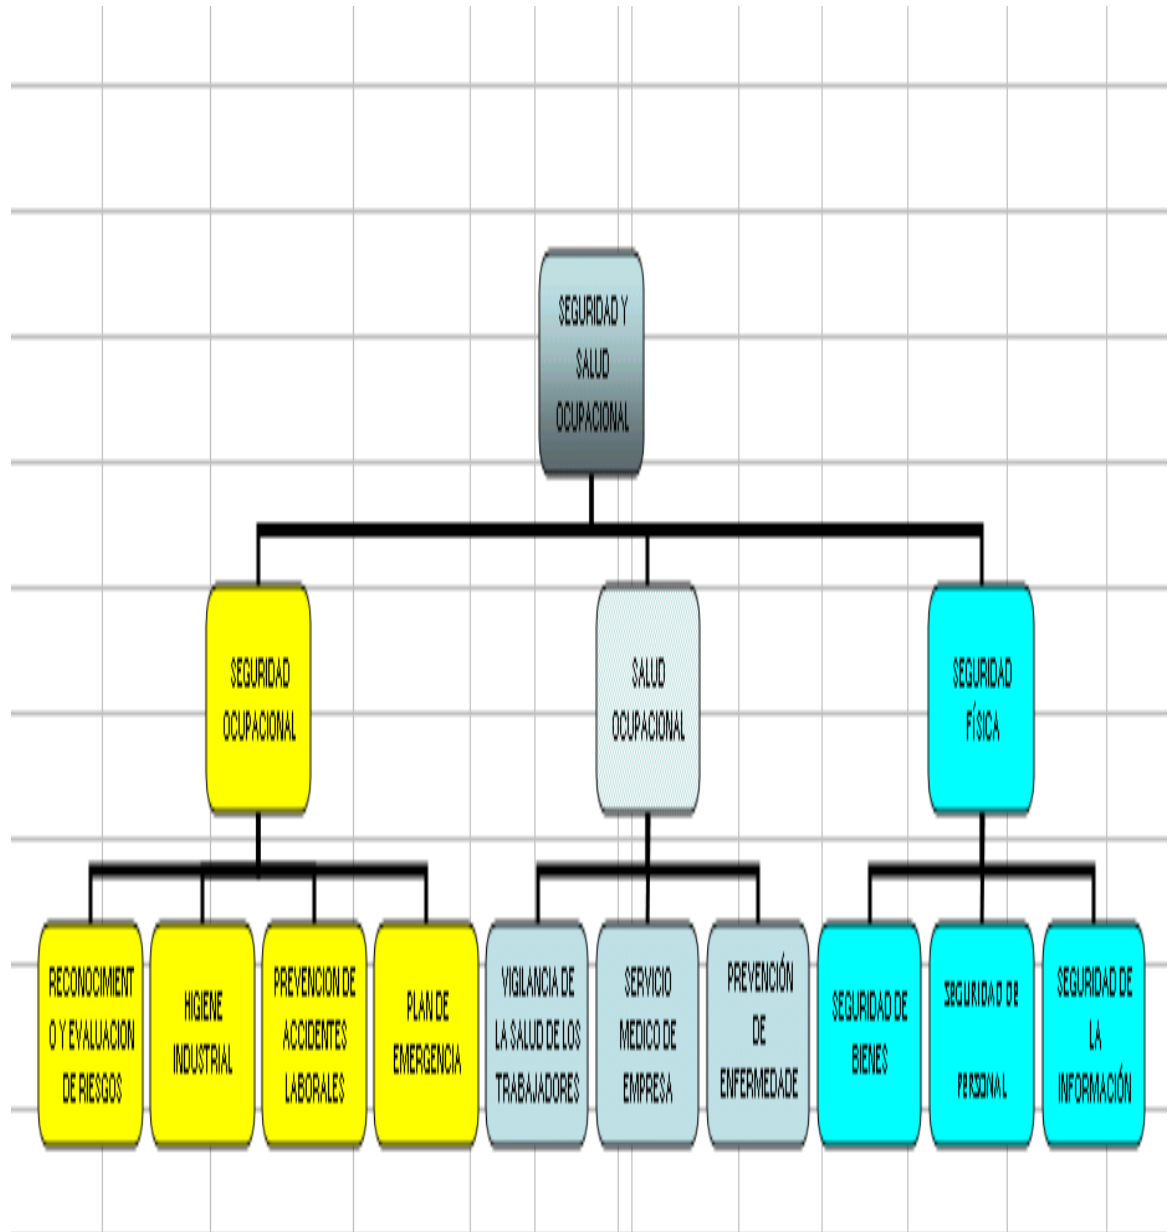 SEGURIDAD Y
SALUD
OCUPACIONAL
SEGURIDAD
OCUPACIONAL
SALUD
OCUPACIONAL
SEGURIDAD
FÍSICA
RECONOCIMIENT
O Y EVALUACION
DE RIESGOS
HIGIENE
INDUSTRIAL
PREVENCION DE
ACCIDENTES
LABORALES
PLAN DE
EMERGENCIA
VIGILANCIA DE
LA SALUD DE LOS
TRABAJADORES
SERVICIO
MEDICO DE
EMPRESA
PREVENCIÓN
DE
ENFERMEDADE
SEGURIDAD DE
BIENES
SEGURIDAD DE
PERSONAL
SEGURIDAD DE
LA
INFORMACIÓN